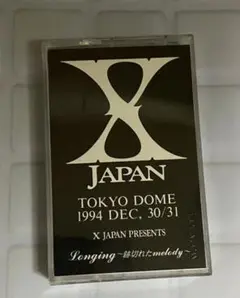 X
JAPAN
TOKYO DOME
1994 DEC, 30/31
X JAPAN PRESENTS
Longing 〜跡切れたmelody〜